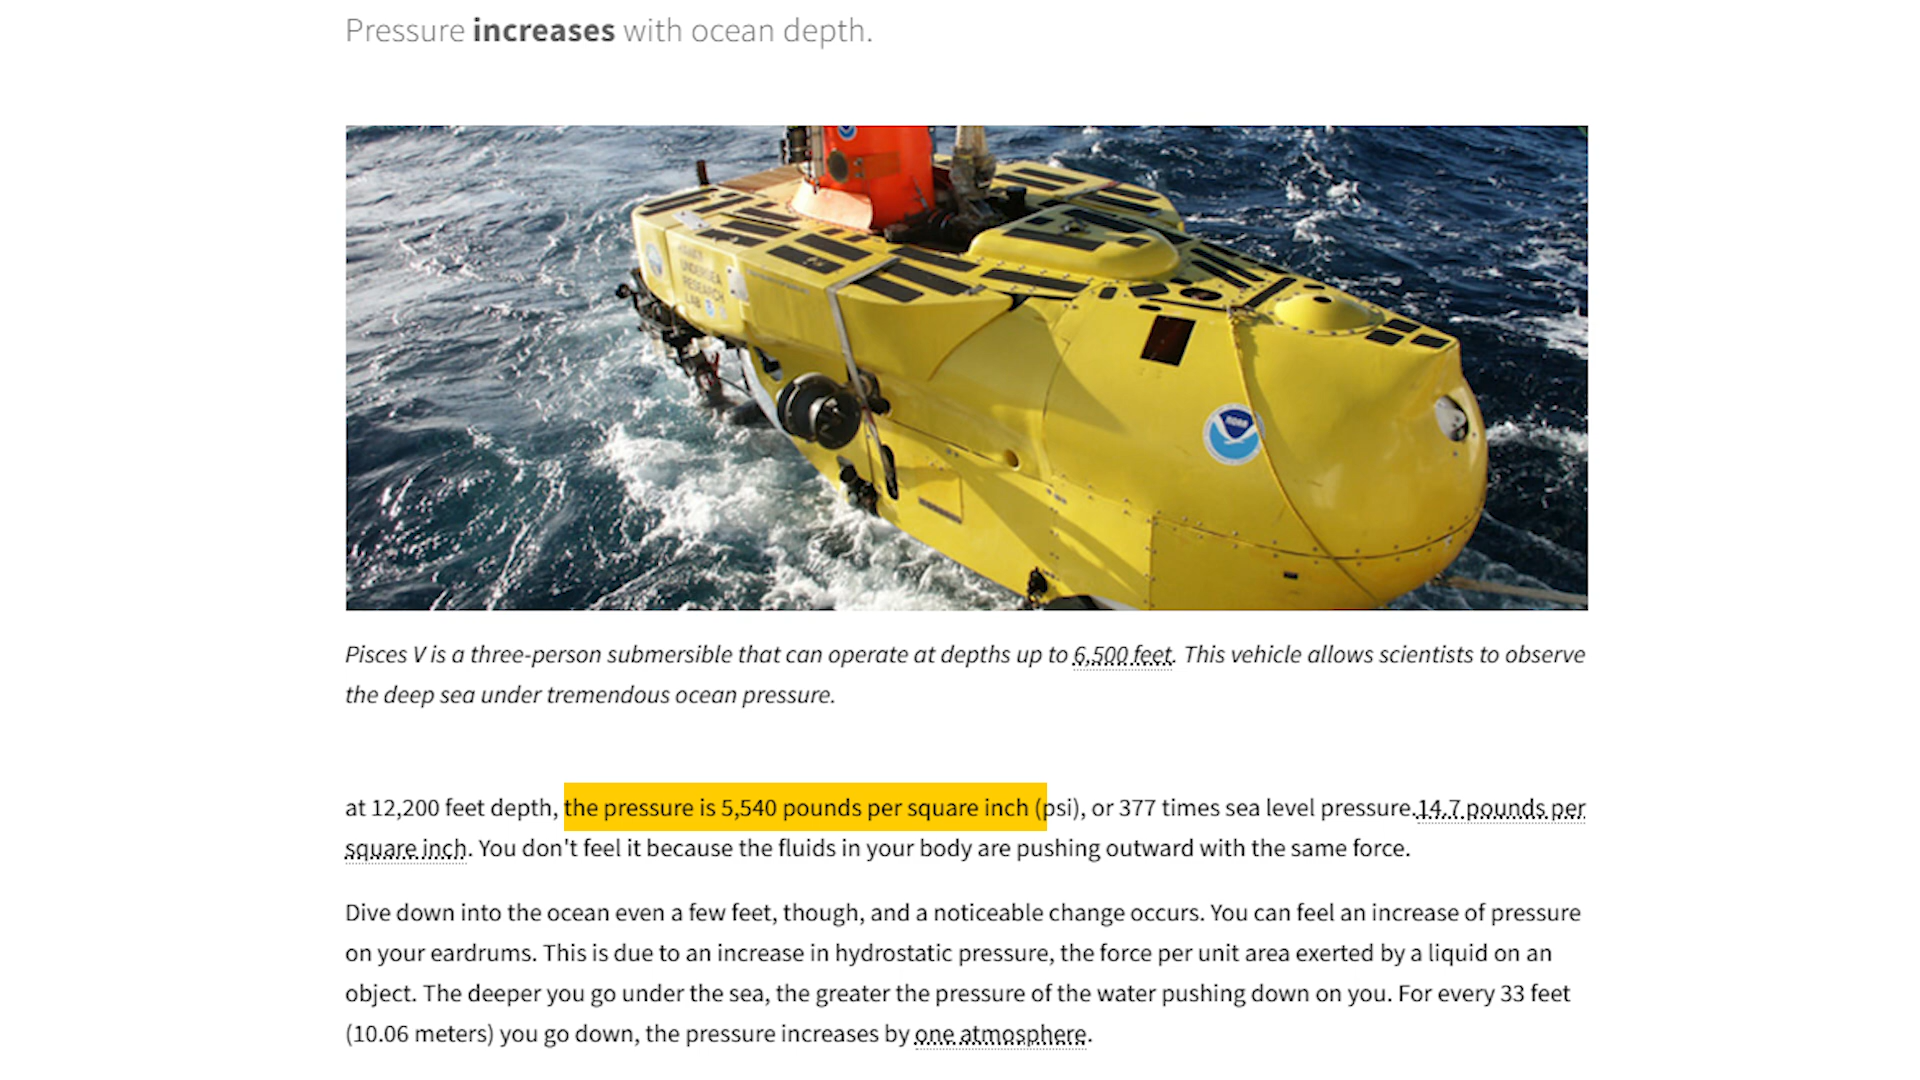 Pressure increases with ocean depth.
UNDERSEA
RESEARCH
LAB
NOAA
Pisces V is a three-person submersible that can operate at depths up to 6,500 feet. This vehicle allows scientists to observe
the deep sea under tremendous ocean pressure.
at 12,200 feet depth, the pressure is 5,540 pounds per square inch (psi), or 377 times sea level pressure.14.7 pounds per
square inch. You don't feel it because the fluids in your body are pushing outward with the same force.
Dive down into the ocean even a few feet, though, and a noticeable change occurs. You can feel an increase of pressure
on your eardrums. This is due to an increase in hydrostatic pressure, the force per unit area exerted by a liquid on an
object. The deeper you go under the sea, the greater the pressure of the water pushing down on you. For every 33 feet
(10.06 meters) you go down, the pressure increases by one atmosphere.